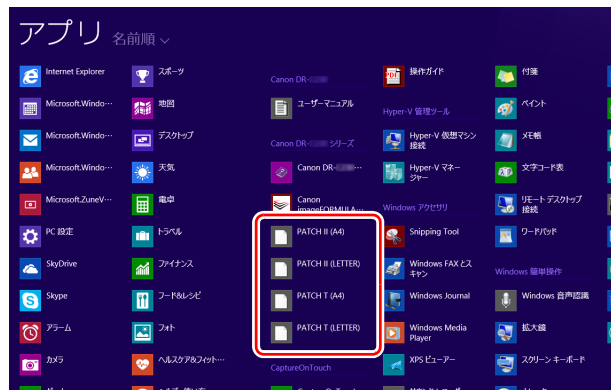 アプリ 名前順
Internet Explorer
Microsoft.Windo…
Microsoft.Windo…
Microsoft.Windo…
Microsoft.ZuneV…
PC 設定
SkyDrive
Skype
アラーム
カメラ
スポーツ
地図
デスクトップ
天気
電卓
トラベル
ファイナンス
フード&レシピ
フォト
ヘルスケア&フィット…
Canon DR-
ユーザーマニュアル
Canon DR- シリーズ
Canon DR- …
Canon
imageFORMULA…
PATCH II (A4)
PATCH II (LETTER)
PATCH T (A4)
PATCH T (LETTER)
CaptureOnTouch
操作ガイド
Hyper-V 管理ツール
Hyper-V 仮想マシン
接続
Hyper-V マネー
ジャー
Windows アクセサリ
Snipping Tool
Windows FAX とス
キャン
Windows Journal
Windows Media
Player
XPS ビューアー
付箋
ペイント
メモ帳
文字コード表
リモート デスクトップ
接続
ワードパッド
Windows 簡単操作
Windows 音声認識
拡大鏡
スクリーン キーボード